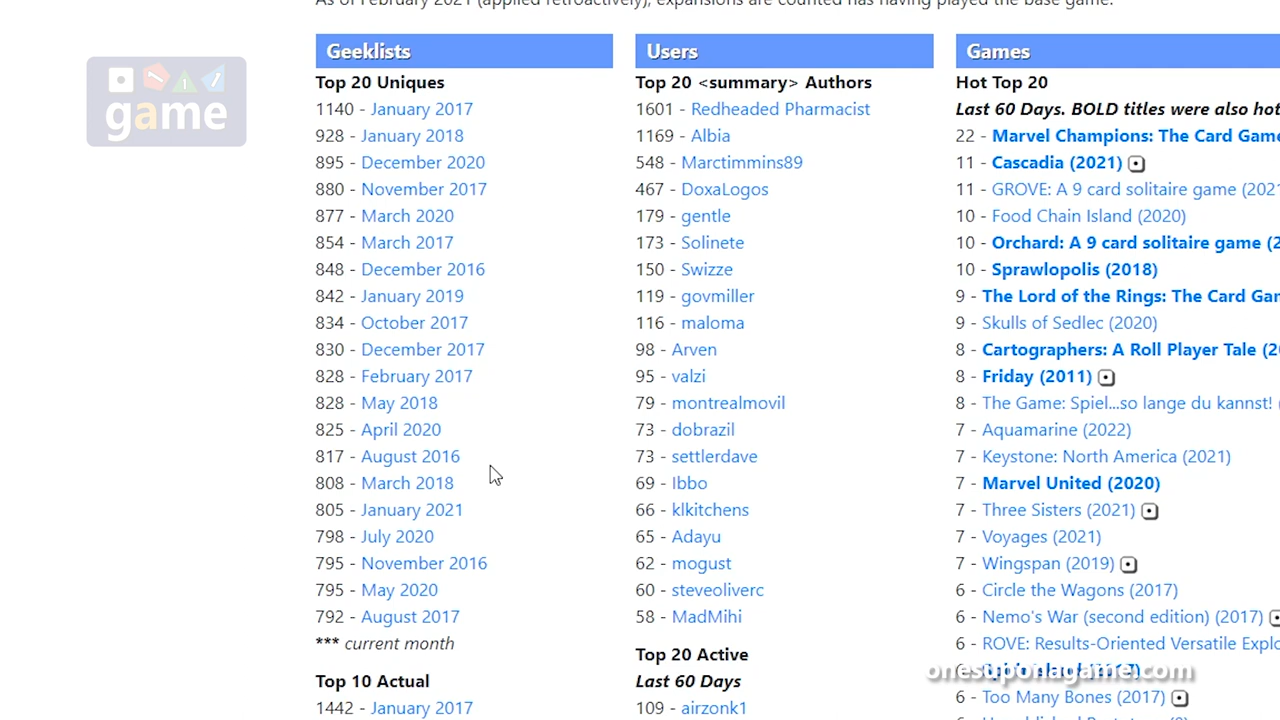 As of February 2021 (applied retroactively), expansions are counted has having played the base game.
game
Geeklists
Top 20 Uniques
1140 - January 2017
928 - January 2018
895 - December 2020
880 - November 2017
877 - March 2020
854 - March 2017
848 - December 2016
842 - January 2019
834 - October 2017
830 - December 2017
828 - February 2017
828 - May 2018
825 - April 2020
817 - August 2016
808 - March 2018
805 - January 2021
798 - July 2020
795 - November 2016
795 - May 2020
792 - August 2017
*** current month
Top 10 Actual
1442 - January 2017
Users
Top 20 <summary> Authors
1601 - Redheaded Pharmacist
1169 - Albia
548 - Marctimmins89
467 - DoxaLogos
179 - gentle
173 - Solinete
150 - Swizze
119 - govmiller
116 - maloma
98 - Arven
95 - valzi
79 - montrealmovil
73 - dobrazil
73 - settlerdave
69 - Ibbo
66 - klkitchens
65 - Adayu
62 - mogust
60 - steveoliverc
58 - MadMihi
Top 20 Active
Last 60 Days
109 - airzonk1
Games
Hot Top 20
Last 60 Days. BOLD titles were also hot
22 - Marvel Champions: The Card Game
11 - Cascadia (2021)
11 - GROVE: A 9 card solitaire game (2021
10 - Food Chain Island (2020)
10 - Orchard: A 9 card solitaire game (2
10 - Sprawlopolis (2018)
9 - The Lord of the Rings: The Card Gam
9 - Skulls of Sedlec (2020)
8 - Cartographers: A Roll Player Tale (20
8 - Friday (2011)
8 - The Game: Spiel...so lange du kannst! (
7 - Aquamarine (2022)
7 - Keystone: North America (2021)
7 - Marvel United (2020)
7 - Three Sisters (2021)
7 - Voyages (2021)
7 - Wingspan (2019)
6 - Circle the Wagons (2017)
6 - Nemo's War (second edition) (2017)
6 - ROVE: Results-Oriented Versatile Explo
6 - Spirit Island (2017)
onesuponagame.com
6 - Too Many Bones (2017)